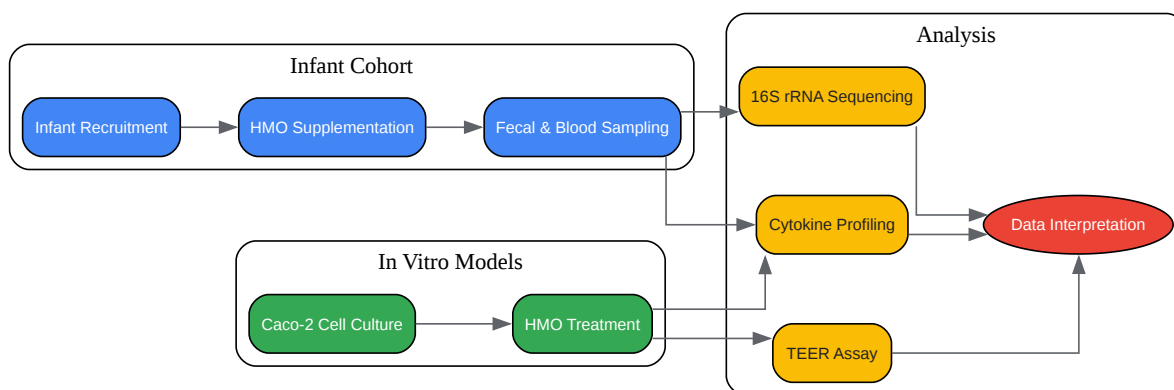 Infant Cohort
Infant Recruitment
HMO Supplementation
Fecal & Blood Sampling
In Vitro Models
Caco-2 Cell Culture
HMO Treatment
Analysis
16S rRNA Sequencing
Cytokine Profiling
TEER Assay
Data Interpretation